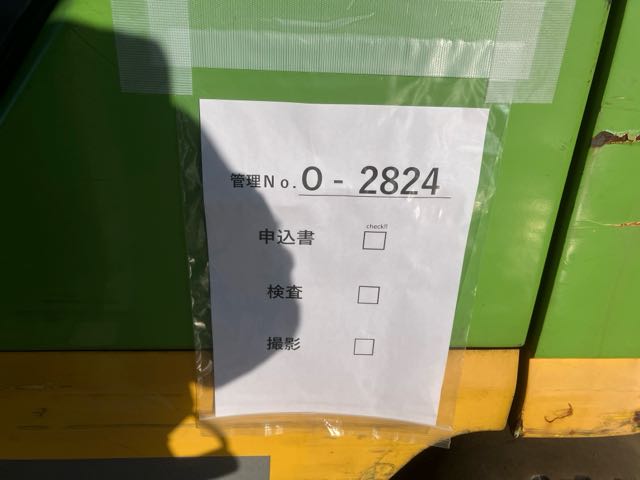 管理No. O - 2824
check!!
申込書 □
検査 □
撮影 □